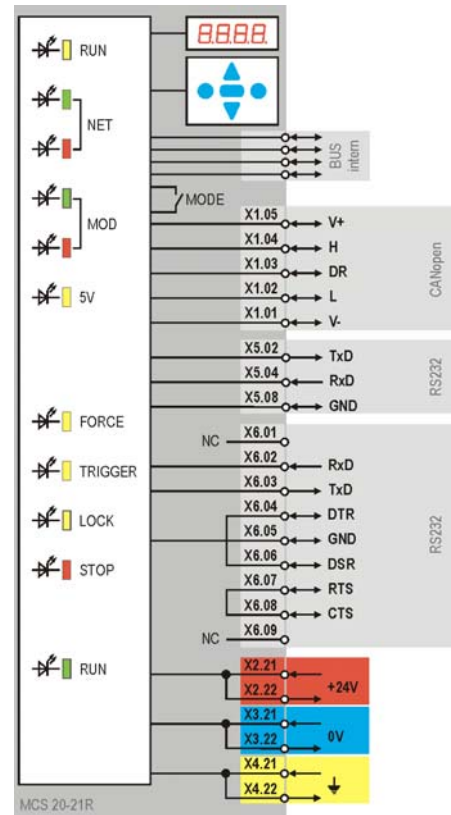 8.8.8.8.
RUN
NET
BUS
intern
MODE
MOD
X1.05 V+
X1.04 H
X1.03 DR
X1.02 L
X1.01 V-
CANopen
5V
X5.02 TxD
X5.04 RxD
X5.08 GND
RS232
FORCE
TRIGGER
LOCK
STOP
NC X6.01
X6.02 RxD
X6.03 TxD
X6.04 DTR
X6.05 GND
X6.06 DSR
X6.07 RTS
X6.08 CTS
NC X6.09
RS232
RUN
X2.21
X2.22
+24V
X3.21
X3.22
0V
X4.21
X4.22
MCS 20-21R